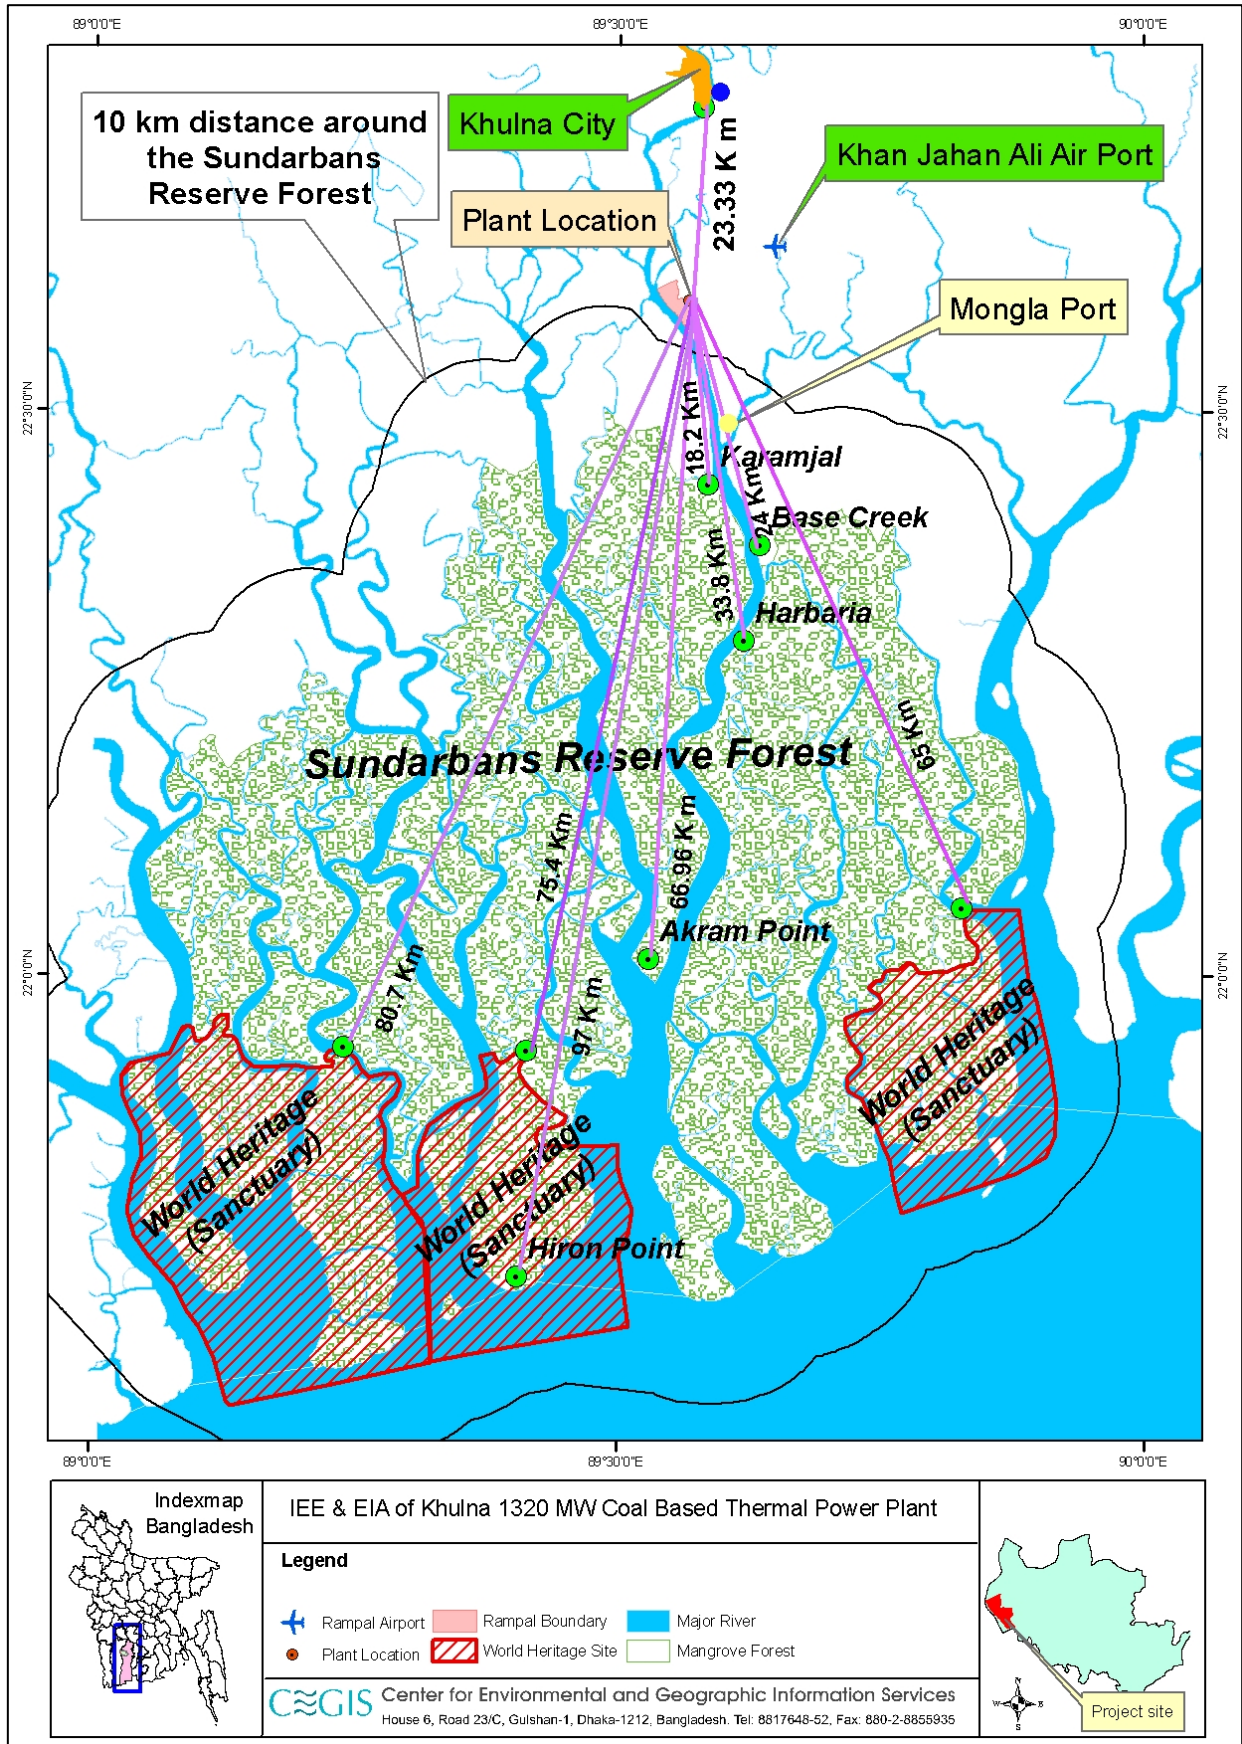 89°0'0"E
89°30'0"E
90°0'0"E
10 km distance around
the Sundarbans
Reserve Forest
Khulna City
Khan Jahan Ali Air Port
23.33 K m
Plant Location
Mongla Port
22°30'0"N
22°30'0"N
18.2 Km
Karamjal
24 Km
Base Creek
33.8 Km
Harbaria
65 Km
Sundarbans Reserve Forest
75.4 Km
66.96 K m
Akram Point
80.7 Km
97 K m
22°0'0"N
22°0'0"N
World Heritage
(Sanctuary)
World Heritage
(Sanctuary)
World Heritage
(Sanctuary)
Hiron Point
89°0'0"E
89°30'0"E
90°0'0"E
Indexmap
Bangladesh
IEE & EIA of Khulna 1320 MW Coal Based Thermal Power Plant
Legend
Rampal Airport
Rampal Boundary
Major River
Plant Location
World Heritage Site
Mangrove Forest
CEGIS Center for Environmental and Geographic Information Services
House 6, Road 23/C, Gulshan-1, Dhaka-1212, Bangladesh. Tel: 8817648-52, Fax: 880-2-8855935
N
W
E
S
Project site